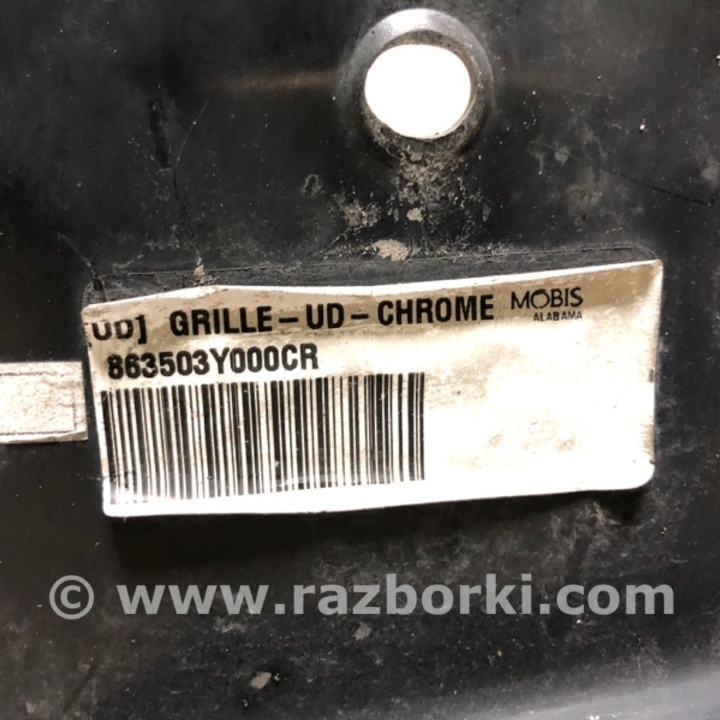 [UD] GRILLE-UD-CHROME MOBIS
ALABAMA
863503Y000CR
© www.razborki.com